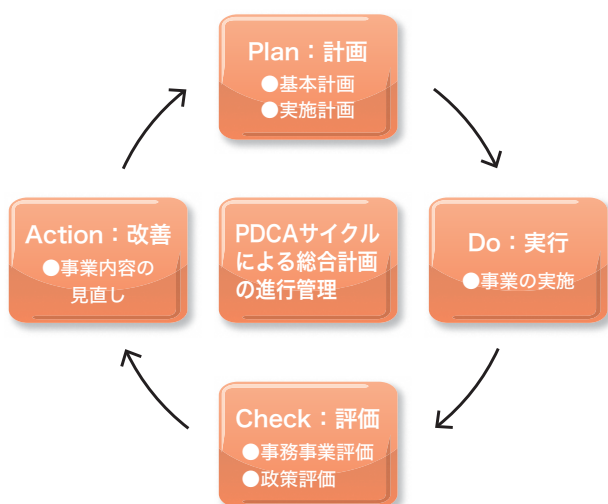 Plan：計画
●基本計画
●実施計画
Action：改善
●事業内容の
見直し
PDCAサイクル
による総合計画
の進行管理
Do：実行
●事業の実施
Check：評価
●事務事業評価
●政策評価